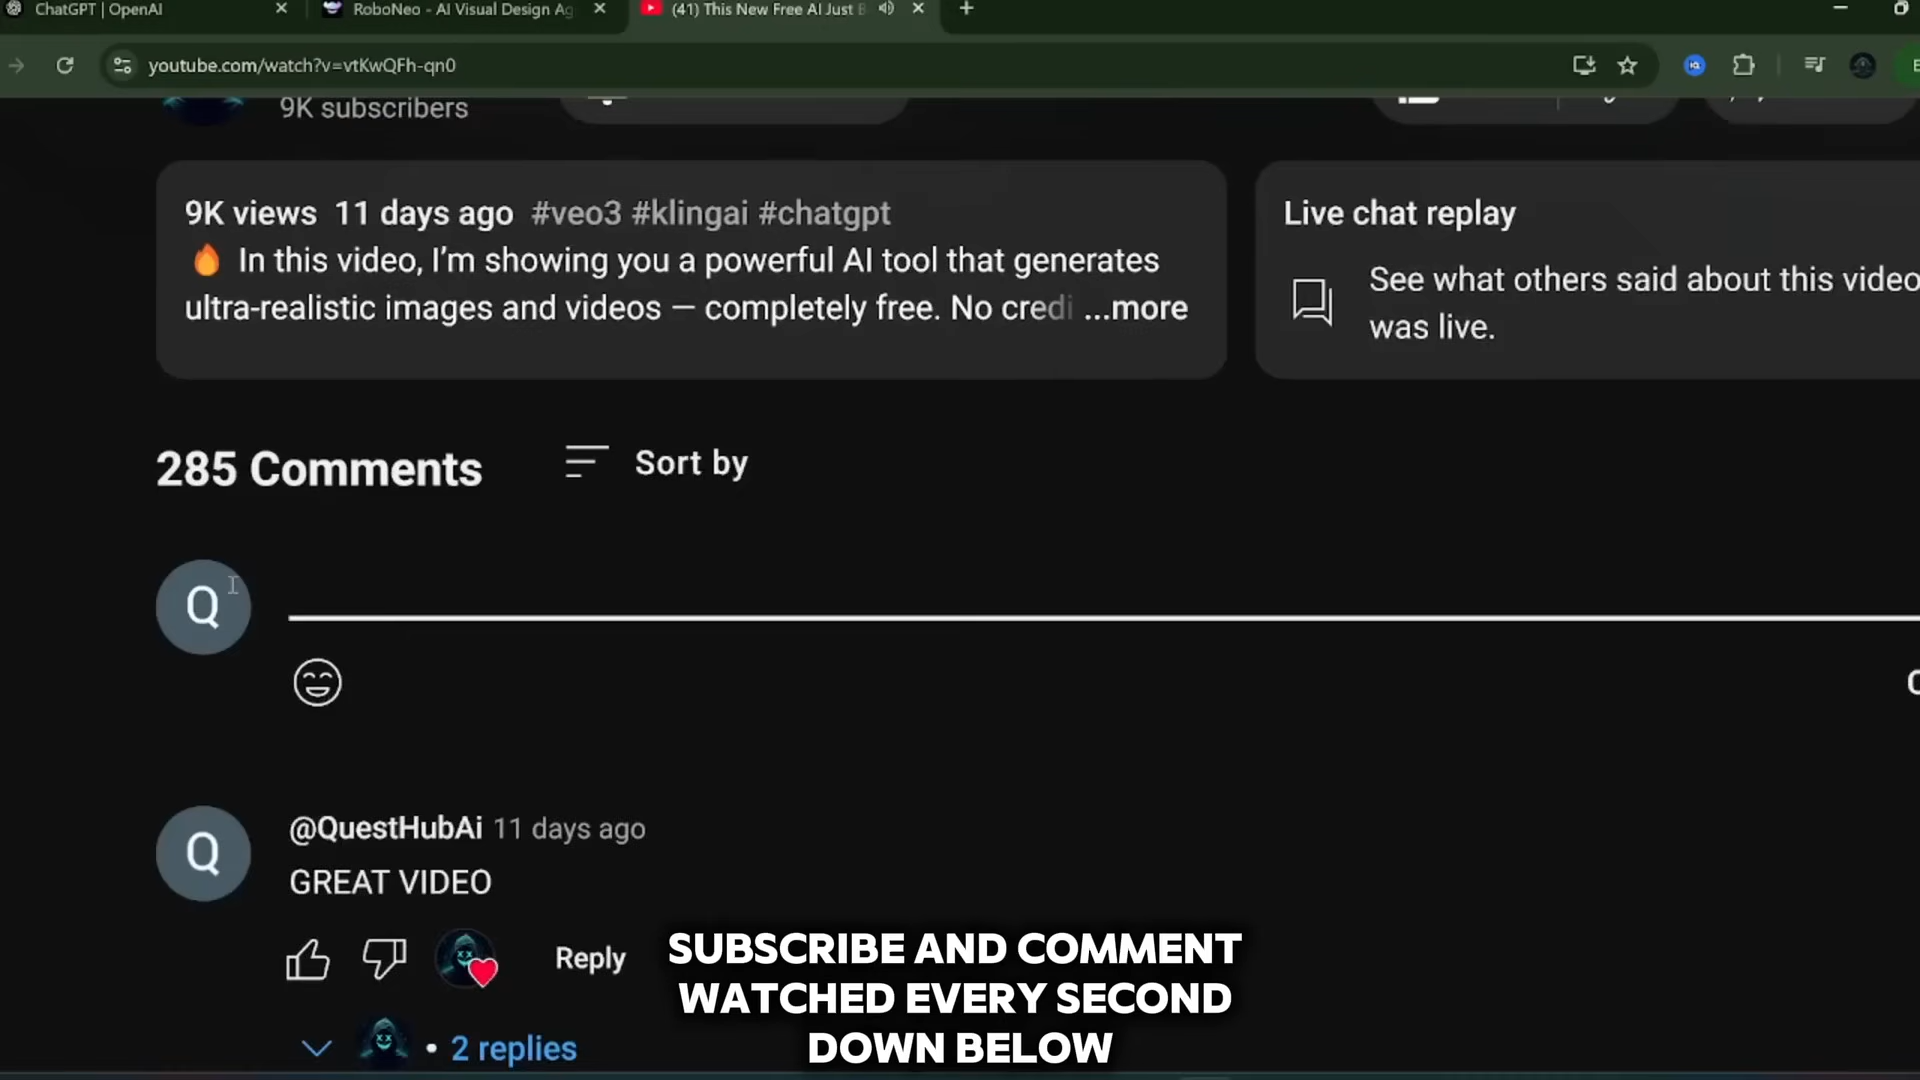 ChatGPT | OpenAI
RoboNeo - AI Visual Design Ag
(41) This New Free AI Just B
youtube.com/watch?v=vtKwQFh-qn0
9K subscribers
9K views 11 days ago #veo3 #klingai #chatgpt
🔥 In this video, I'm showing you a powerful AI tool that generates
ultra-realistic images and videos — completely free. No credi ...more
Live chat replay
See what others said about this video
was live.
285 Comments
Sort by
Q
Q
@QuestHubAi 11 days ago
GREAT VIDEO
Reply
• 2 replies
SUBSCRIBE AND COMMENT
WATCHED EVERY SECOND
DOWN BELOW